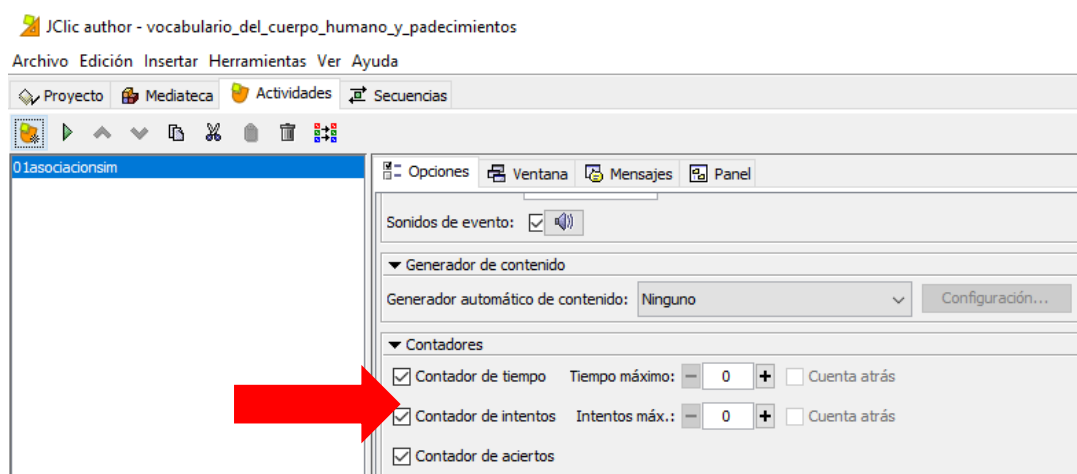 JClic author - vocabulario_del_cuerpo_humano_y_padecimientos
Archivo Edición Insertar Herramientas Ver Ayuda
Proyecto Mediateca Actividades Secuencias
01asociacionsim
Opciones Ventana Mensajes Panel
Sonidos de evento:
Generador de contenido
Generador automático de contenido: Ninguno Configuración...
Contadores
Contador de tiempo Tiempo máximo: 0 Cuenta atrás
Contador de intentos Intentos máx.: 0 Cuenta atrás
Contador de aciertos